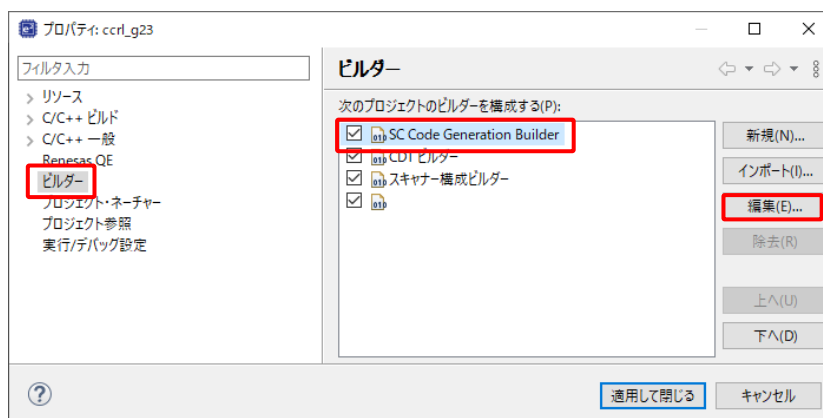 プロパティ: ccrl_g23
フィルタ入力
リソース
C/C++ ビルド
C/C++ 一般
Renesas QE
ビルダー
プロジェクト・ネーチャー
プロジェクト参照
実行/デバッグ設定
ビルダー
次のプロジェクトのビルダーを構成する(P):
SC Code Generation Builder
CDT ビルダー
スキャナー構成ビルダー
新規(N)...
インポート(I)...
編集(E)...
除去(R)
上へ(U)
下へ(D)
適用して閉じる
キャンセル